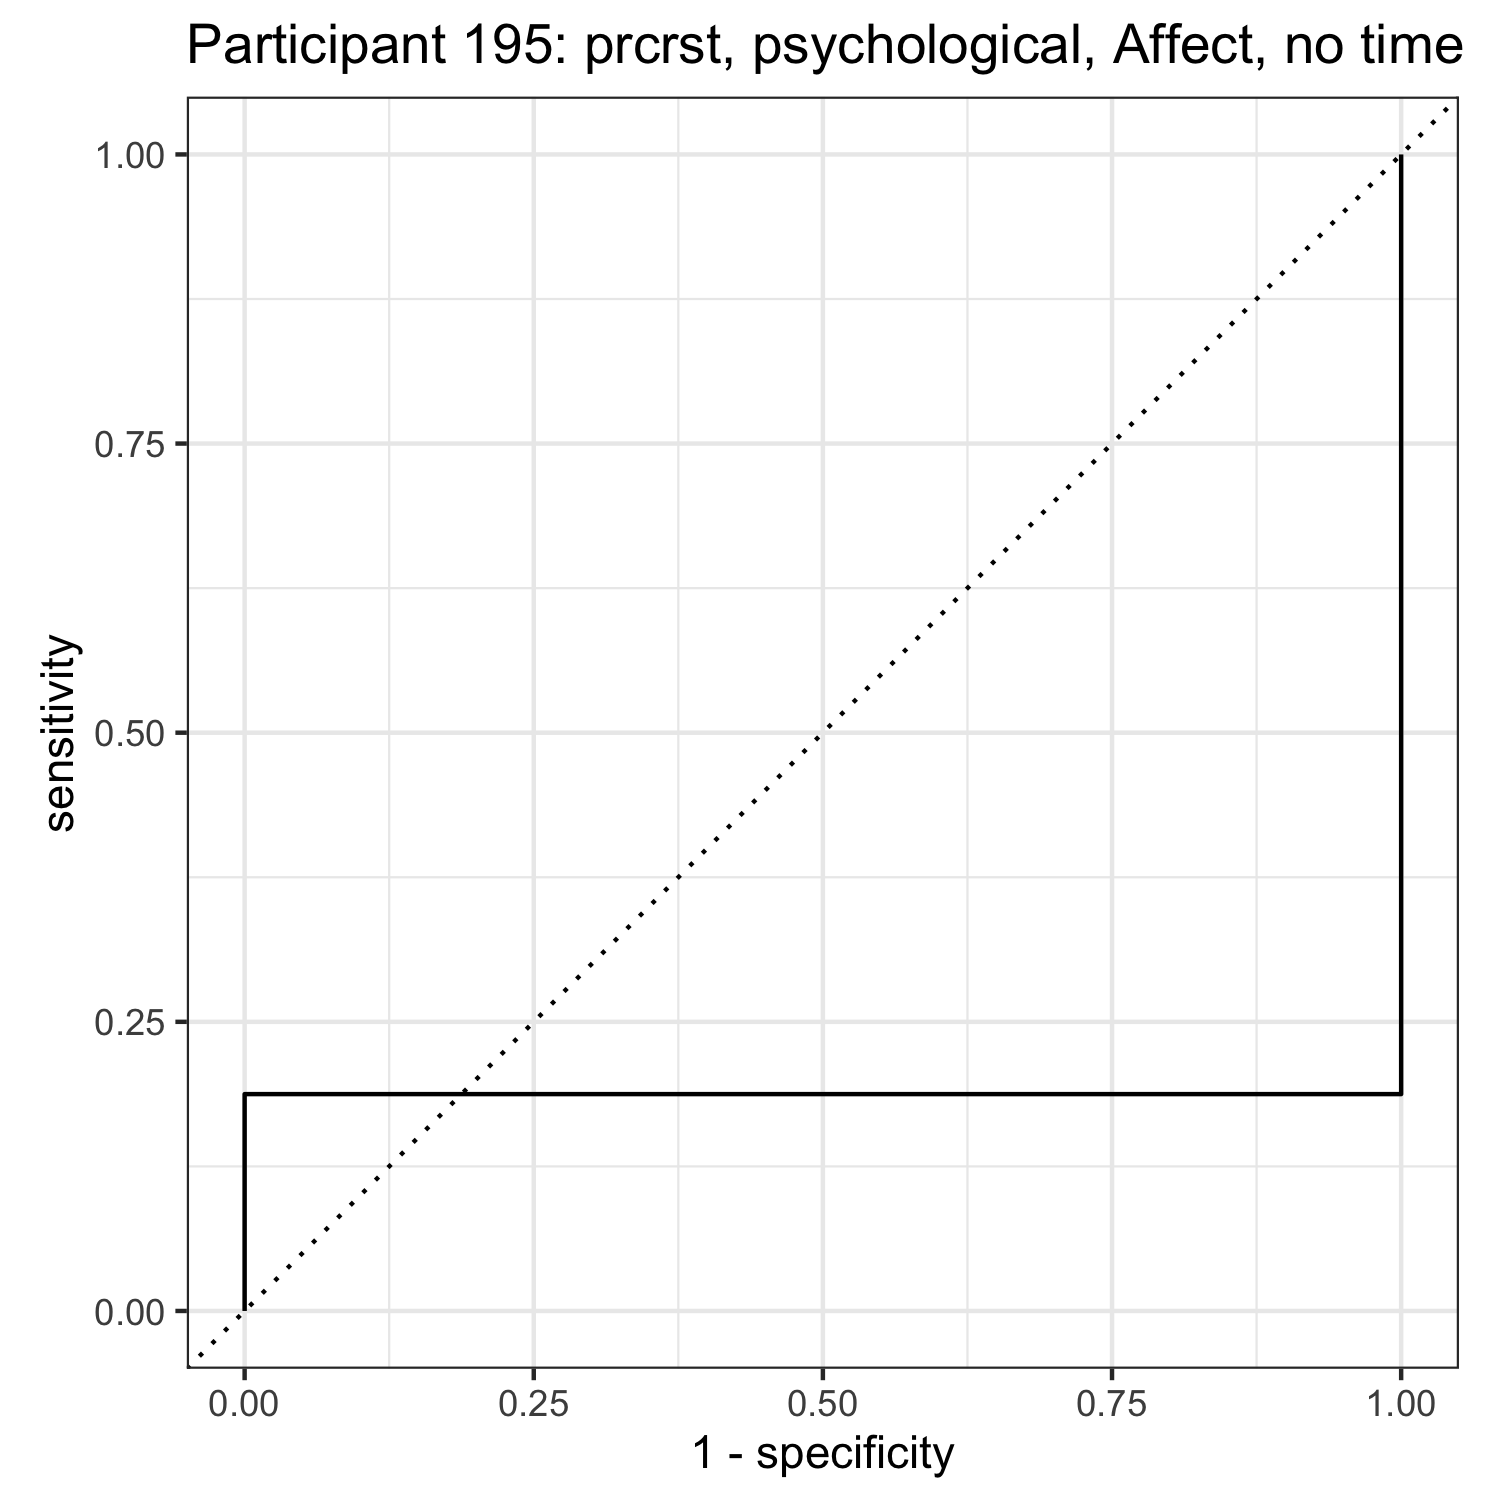 Participant 195: prcrst, psychological, Affect, no time
1.00
0.75
0.50
0.25
0.00
sensitivity
0.00 0.25 0.50 0.75 1.00
1 - specificity